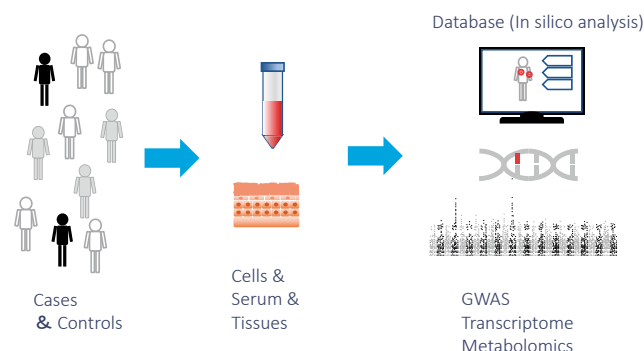 Database (In silico analysis)
Cases
& Controls
Cells &
Serum &
Tissues
GWAS
Transcriptome
Metabolomics